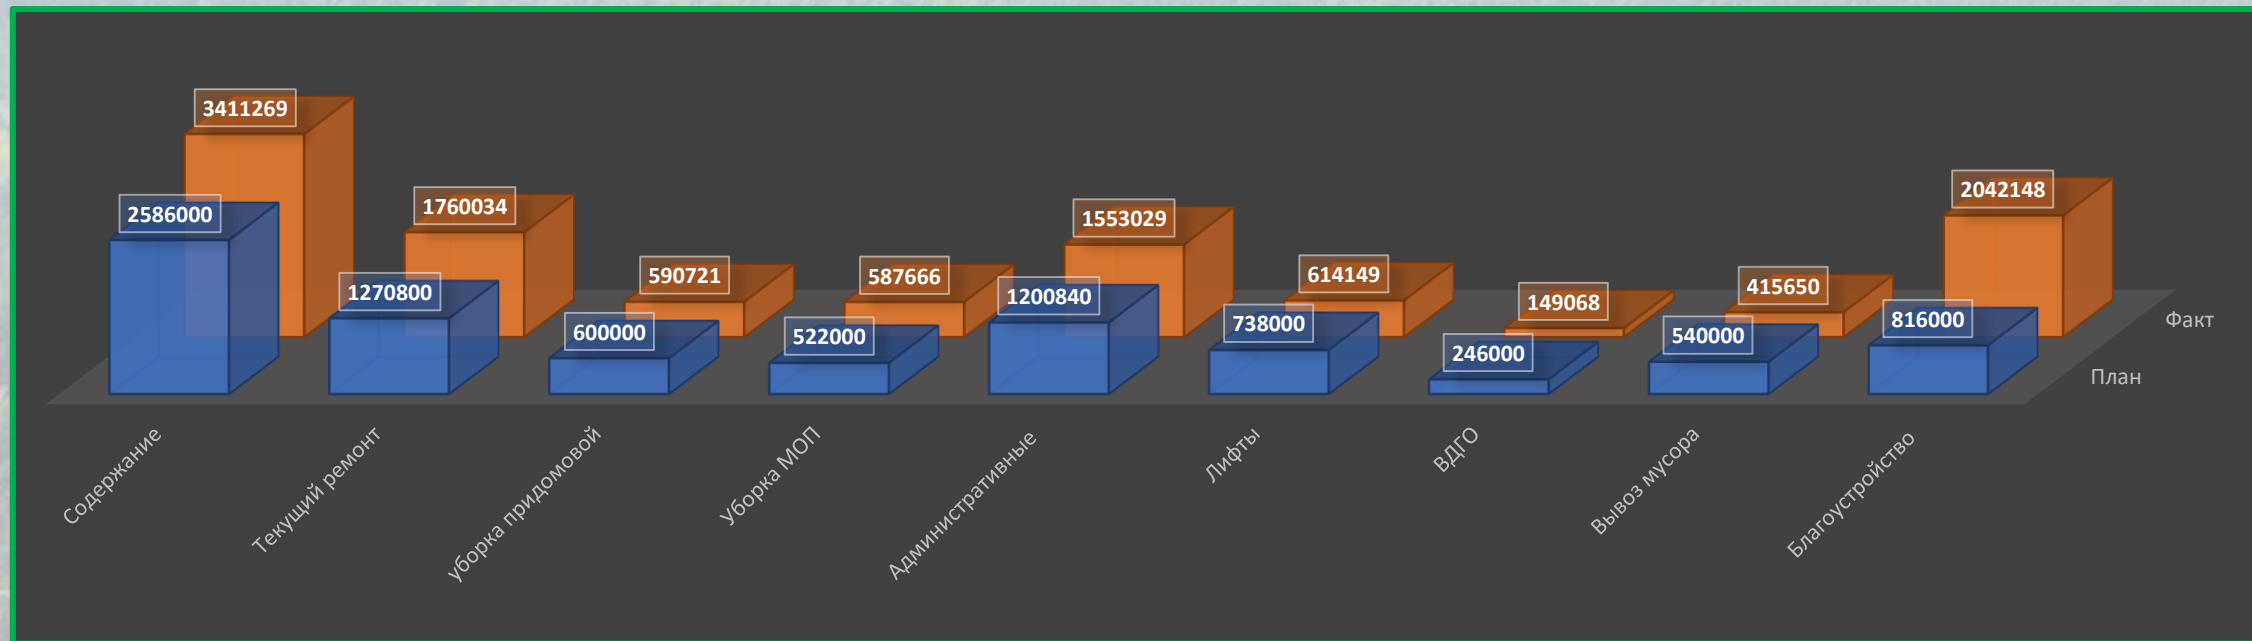 3411269
2586000
1760034
1270800
590721
600000
587666
522000
1553029
1200840
614149
738000
149068
246000
415650
540000
2042148
816000
Факт
План
Содержание
Текущий ремонт
уборка придомовой
Уборка МОП
Административные
Лифты
ВДГО
Вывоз мусора
Благоустройство